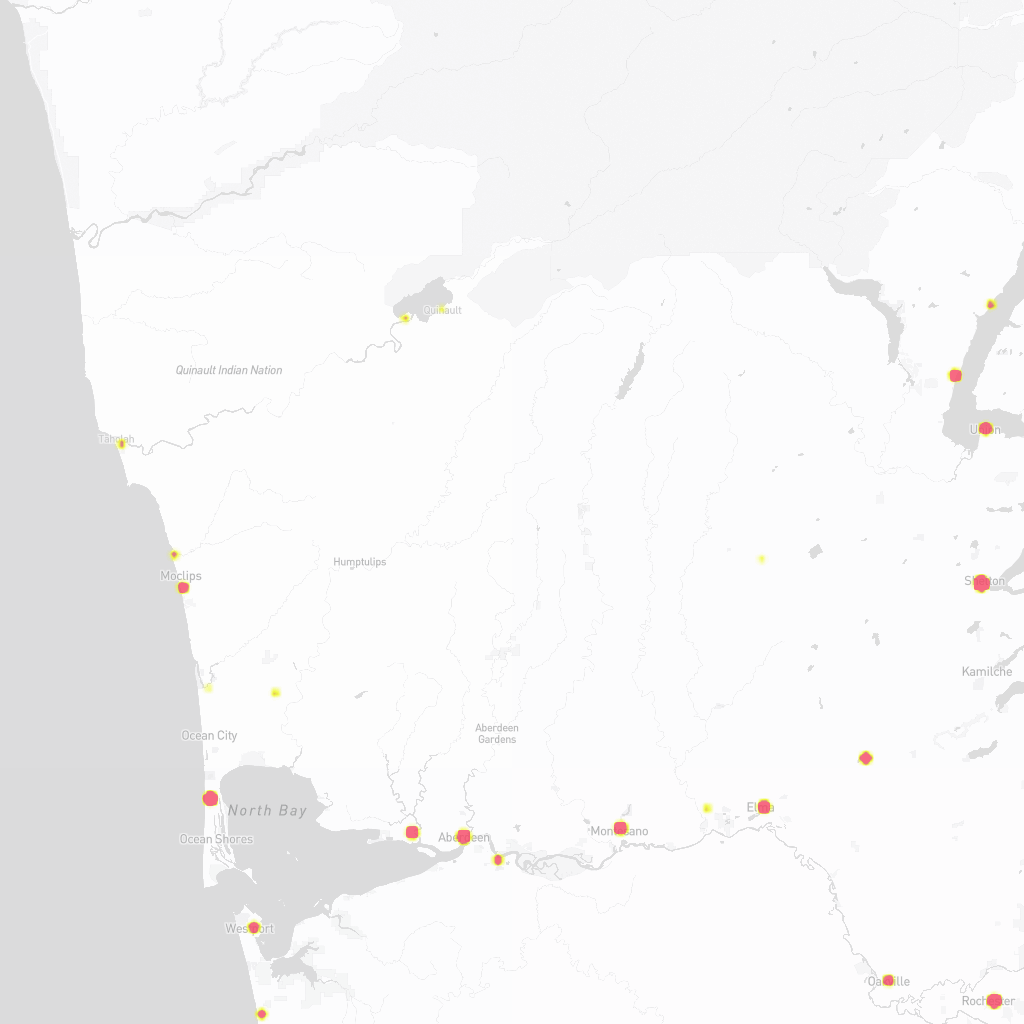 Quinault
Quinault Indian Nation
Taholah
Union
Humptulips
Moclips
Shelton
Kamilche
Aberdeen
Gardens
Ocean City
North Bay
Elma
Montesano
Aberdeen
Ocean Shores
Westport
Oakville
Rochester